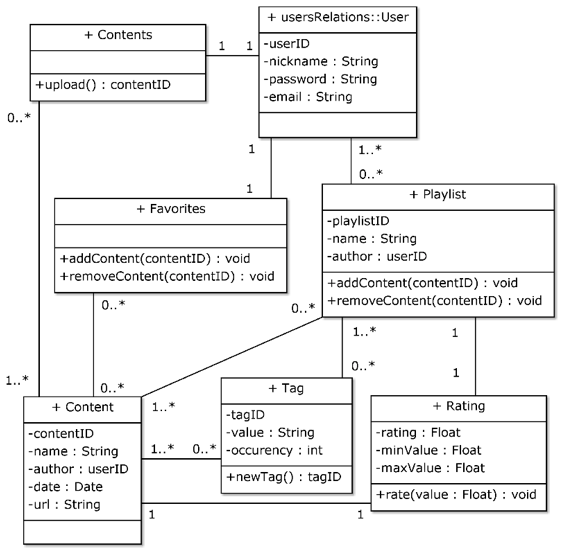 + Contents
+upload() : contentID
+ usersRelations::User
-userID
-nickname : String
-password : String
-email : String
1
1
0..*
1
1
1..*
0..*
+ Favorites
+addContent(contentID) : void
+removeContent(contentID) : void
+ Playlist
-playlistID
-name : String
-author : userID
+addContent(contentID) : void
+removeContent(contentID) : void
0..*
0..*
1..*
0..*
1
1
1..*
0..*
1..*
+ Content
-contentID
-name : String
-author : userID
-date : Date
-url : String
1..*
0..*
+ Tag
-tagID
-value : String
-occurency : int
+newTag() : tagID
+ Rating
-rating : Float
-minValue : Float
-maxValue : Float
+rate(value : Float) : void
1
1